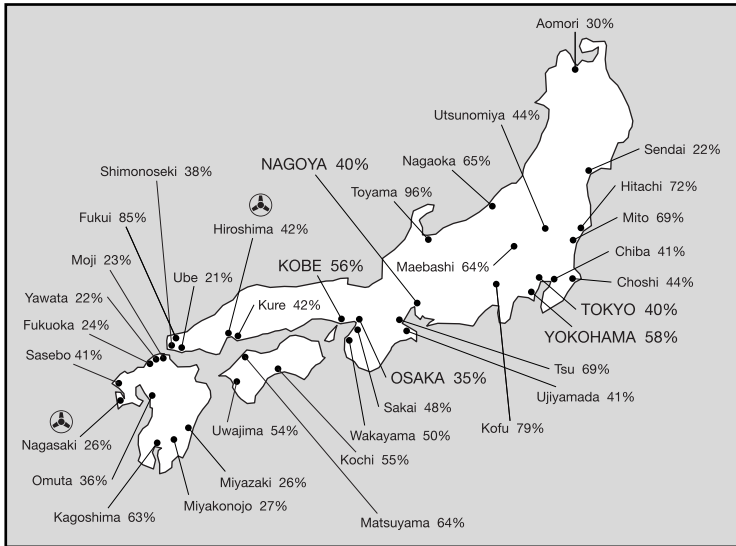 Aomori 30%
Utsunomiya 44%
Sendai 22%
NAGOYA 40%
Nagaoka 65%
Shimonoseki 38%
Hitachi 72%
Toyama 96%
Fukui 85%
Hiroshima 42%
Mito 69%
Moji 23%
Chiba 41%
Ube 21%
KOBE 56%
Maebashi 64%
Choshi 44%
Yawata 22%
Kure 42%
TOKYO 40%
Fukuoka 24%
YOKOHAMA 58%
Sasebo 41%
Tsu 69%
OSAKA 35%
Ujiyamada 41%
Sakai 48%
Uwajima 54%
Wakayama 50%
Kofu 79%
Nagasaki 26%
Kochi 55%
Omuta 36%
Miyazaki 26%
Miyakonojo 27%
Kagoshima 63%
Matsuyama 64%